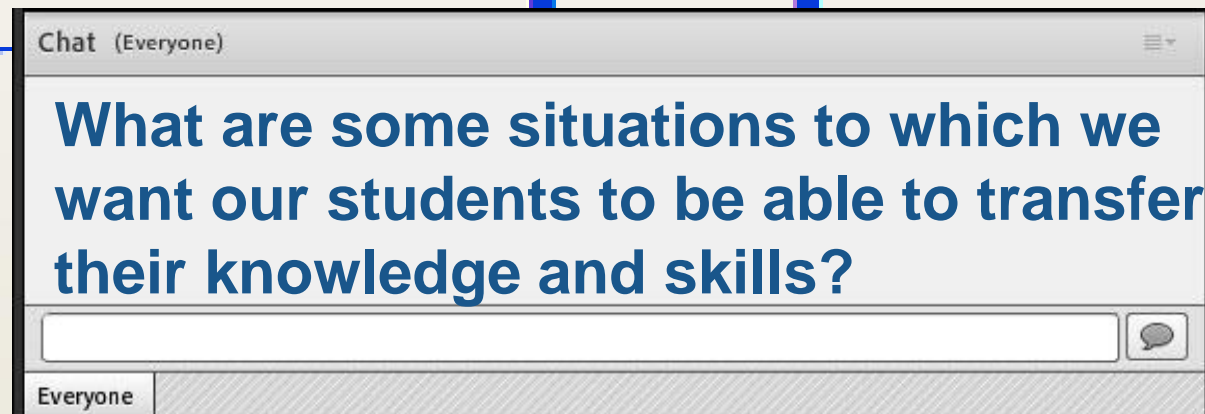 Chat (Everyone)
What are some situations to which we
want our students to be able to transfer
their knowledge and skills?
Everyone